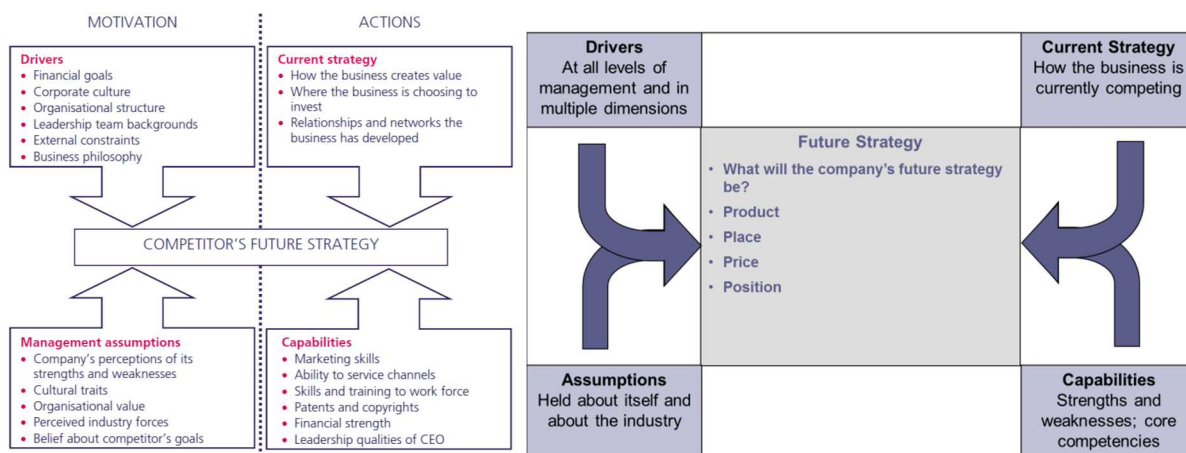 MOTIVATION
ACTIONS
Drivers
• Financial goals
• Corporate culture
• Organisational structure
• Leadership team backgrounds
• External constraints
• Business philosophy
Current strategy
• How the business creates value
• Where the business is choosing to
invest
• Relationships and networks the
business has developed
COMPETITOR'S FUTURE STRATEGY
Management assumptions
• Company's perceptions of its
strengths and weaknesses
• Cultural traits
• Organisational value
• Perceived industry forces
• Belief about competitor's goals
Capabilities
• Marketing skills
• Ability to service channels
• Skills and training to work force
• Patents and copyrights
• Financial strength
• Leadership qualities of CEO
Drivers
At all levels of
management and in
multiple dimensions
Current Strategy
How the business is
currently competing
Future Strategy
• What will the company's future strategy
be?
• Product
• Place
• Price
• Position
Assumptions
Held about itself and
about the industry
Capabilities
Strengths and
weaknesses; core
competencies